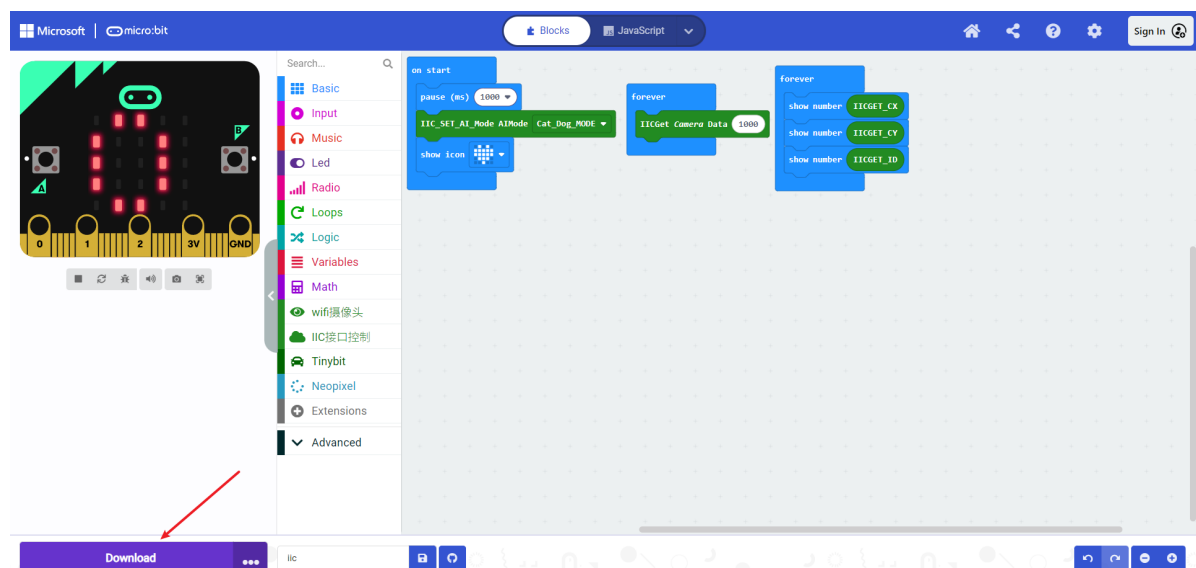 Microsoft | micro:bit
Blocks
JS JavaScript
Sign In
B
A
0 1 2 3V GND
Search...
Basic
Input
Music
Led
Radio
Loops
Logic
Variables
Math
wifi摄像头
IIC接口控制
Tinybit
Neopixel
Extensions
Advanced
on start
pause (ms) 1000
IIC_SET_AI_Mode AIMode Cat_Dog_MODE
show icon
forever
IICGet Camera Data 1000
forever
show number IICGET_CX
show number IICGET_CY
show number IICGET_ID
Download
iic